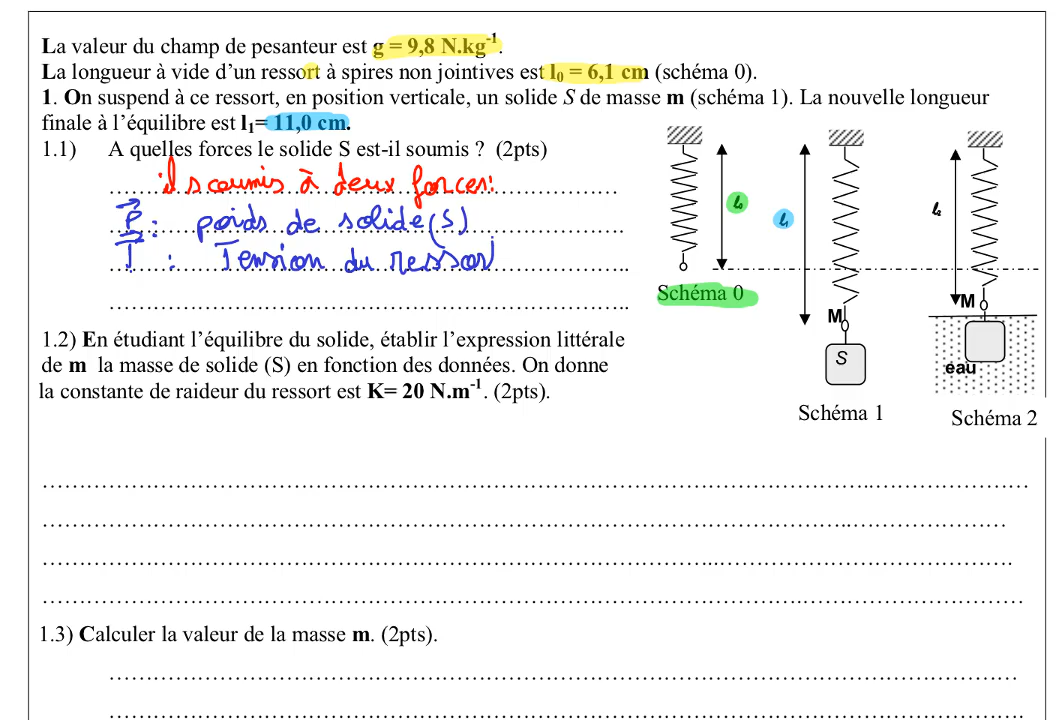 La valeur du champ de pesanteur est g = 9,8 N.kg⁻¹.
La longueur à vide d'un ressort à spires non jointives est l₀ = 6,1 cm (schéma 0).
1. On suspend à ce ressort, en position verticale, un solide S de masse m (schéma 1). La nouvelle longueur
finale à l'équilibre est l₁= 11,0 cm.
1.1) A quelles forces le solide S est-il soumis ? (2pts)
il scoumis à deux forces:
P⃗ : poids de solide (S)
T⃗ : Tension du ressort
l₀
l₁
l₂
Schéma 0
M
S
Schéma 1
M
eau
Schéma 2
1.2) En étudiant l'équilibre du solide, établir l'expression littérale
de m la masse de solide (S) en fonction des données. On donne
la constante de raideur du ressort est K= 20 N.m⁻¹. (2pts).
1.3) Calculer la valeur de la masse m. (2pts).